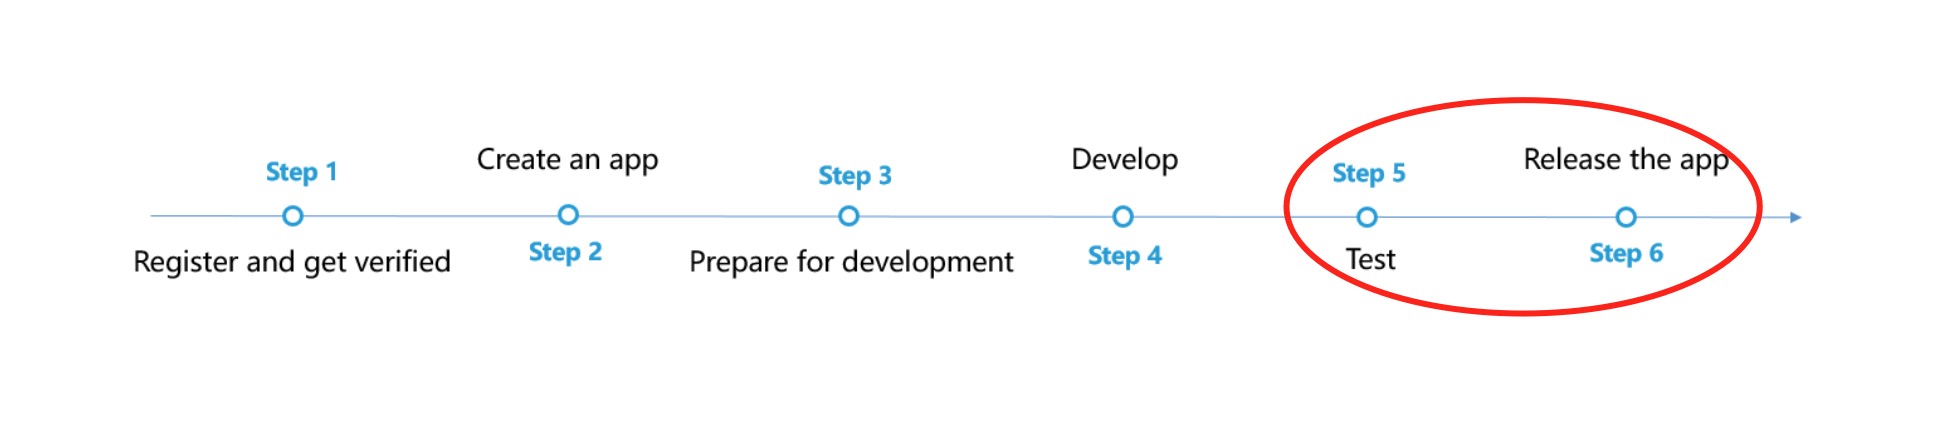 Step 1
Register and get verified
Create an app
Step 2
Step 3
Prepare for development
Develop
Step 4
Step 5
Test
Release the app
Step 6